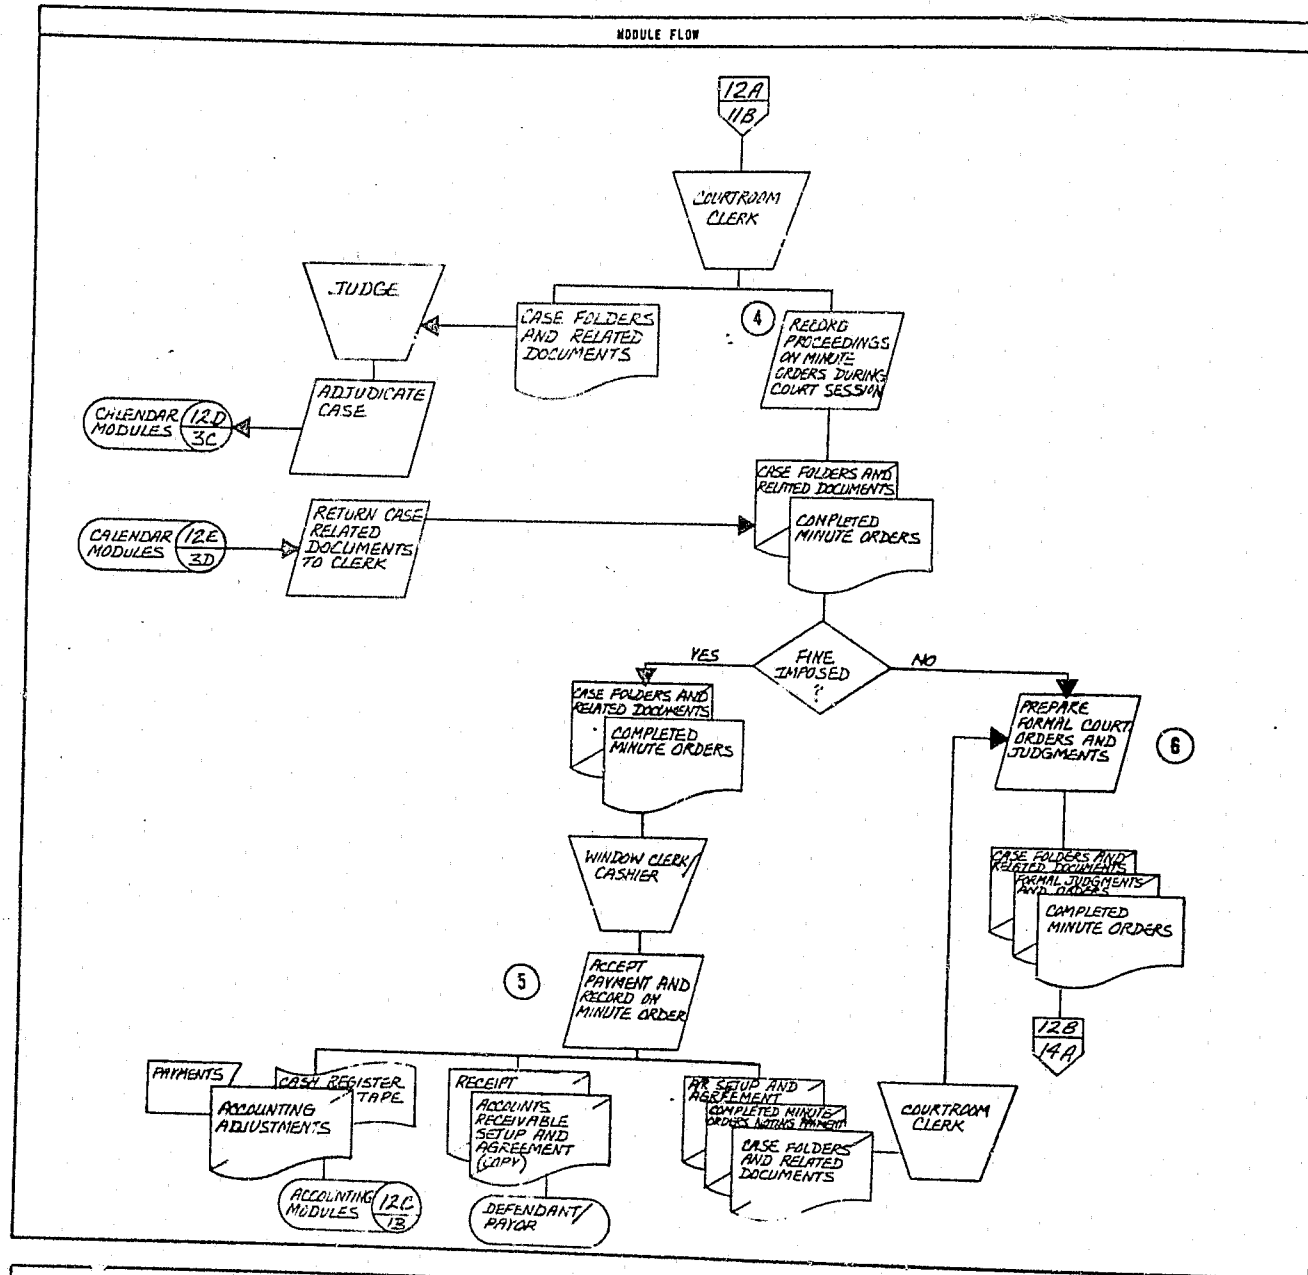 MODULE FLOW
12A
11B
COURTROOM
CLERK
JUDGE
CASE FOLDERS
AND RELATED
DOCUMENTS
4
RECORD
PROCEEDINGS
ON MINUTE
ORDERS DURING
COURT SESSION
ADJUDICATE
CASE
CALENDAR
MODULES
12D
3C
CASE FOLDERS AND
RELATED DOCUMENTS
COMPLETED
MINUTE ORDERS
RETURN CASE
RELATED
DOCUMENTS
TO CLERK
CALENDAR
MODULES
12E
3D
FINE
IMPOSED
?
YES
NO
CASE FOLDERS AND
RELATED DOCUMENTS
COMPLETED
MINUTE ORDERS
PREPARE
FORMAL COURT
ORDERS AND
JUDGMENTS
6
WINDOW CLERK/
CASHIER
CASE FOLDERS AND
RELATED DOCUMENTS
FORMAL JUDGMENTS
AND ORDERS
COMPLETED
MINUTE ORDERS
5
ACCEPT
PAYMENT AND
RECORD ON
MINUTE ORDER
12B
14A
PAYMENTS
CASH REGISTER
TAPE
ACCOUNTING
ADJUSTMENTS
RECEIPT
ACCOUNTS
RECEIVABLE
SETUP AND
AGREEMENT
(COPY)
AR SETUP AND
AGREEMENT
COMPLETED MINUTE
ORDERS NOTING PAYMENT
CASE FOLDERS
AND RELATED
DOCUMENTS
COURTROOM
CLERK
ACCOUNTING
MODULES
12C
1B
DEFENDANT/
PAYOR